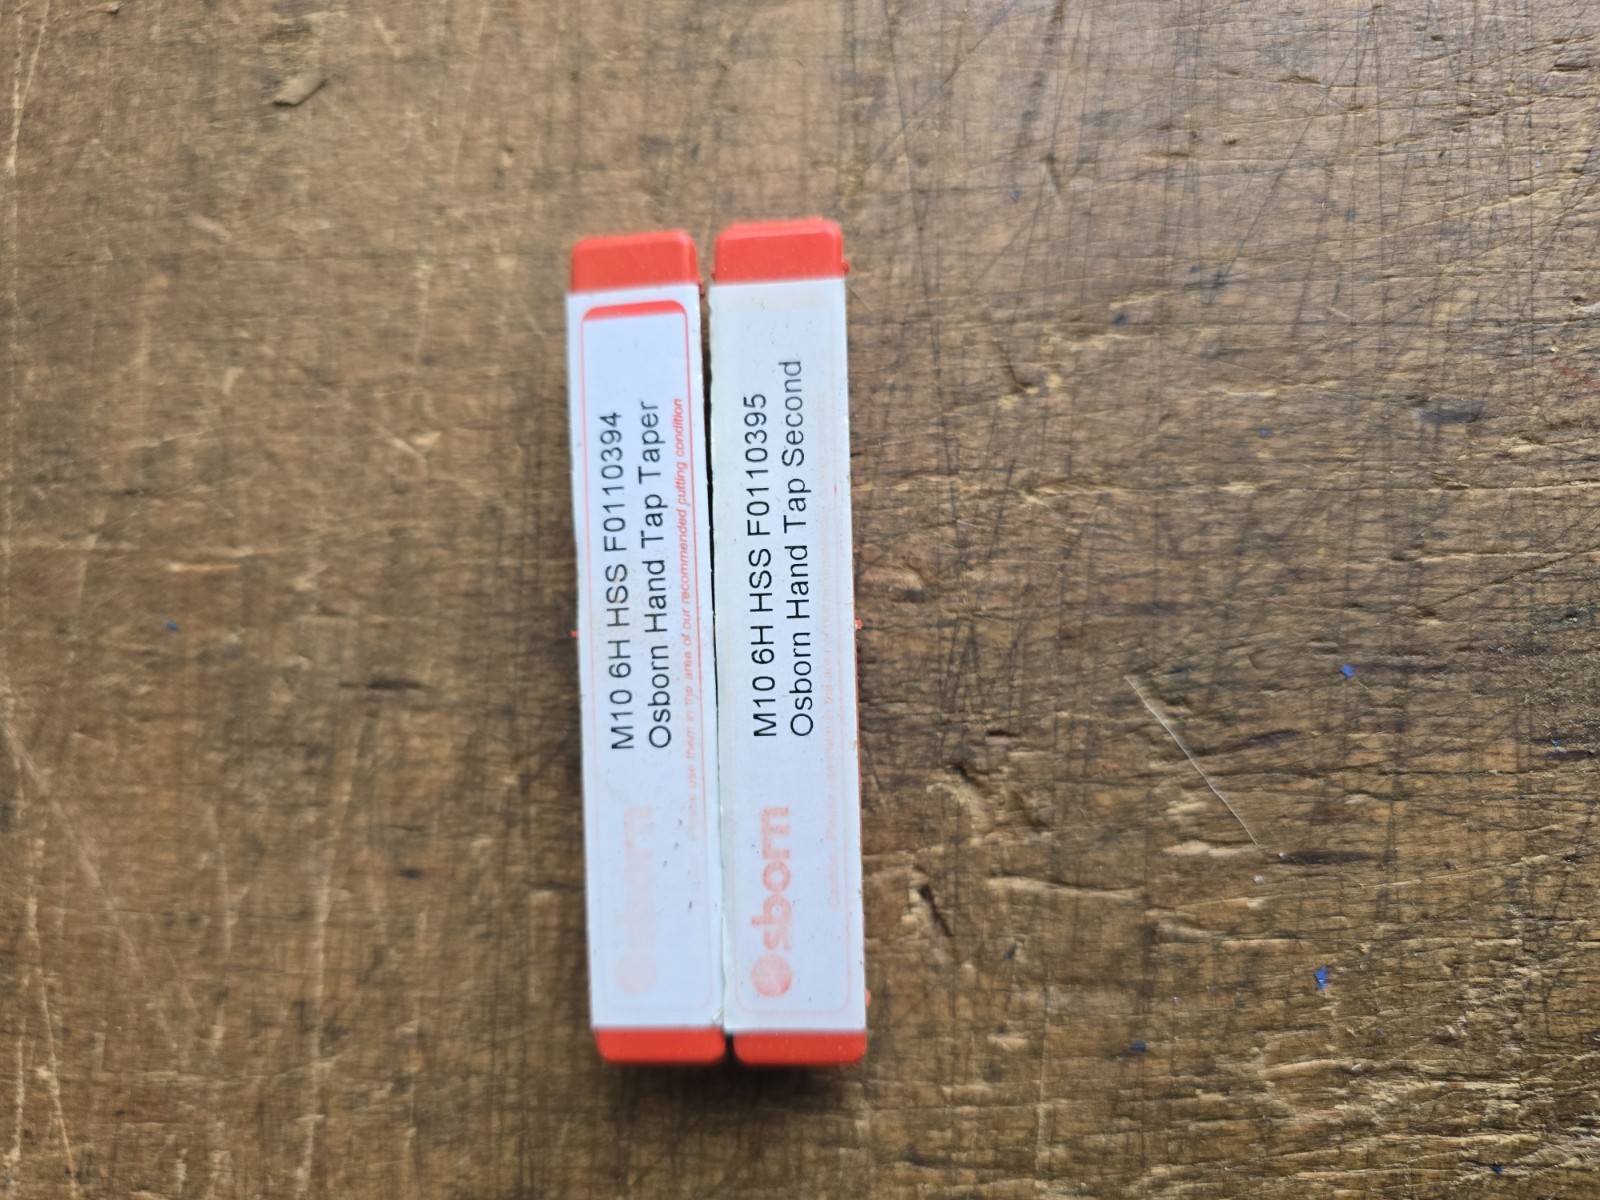 M10 6H HSS F0110394
Osborn Hand Tap Taper
Please use them in the area of our recommended cutting condition
Osborn
M10 6H HSS F0110395
Osborn Hand Tap Second
Osborn